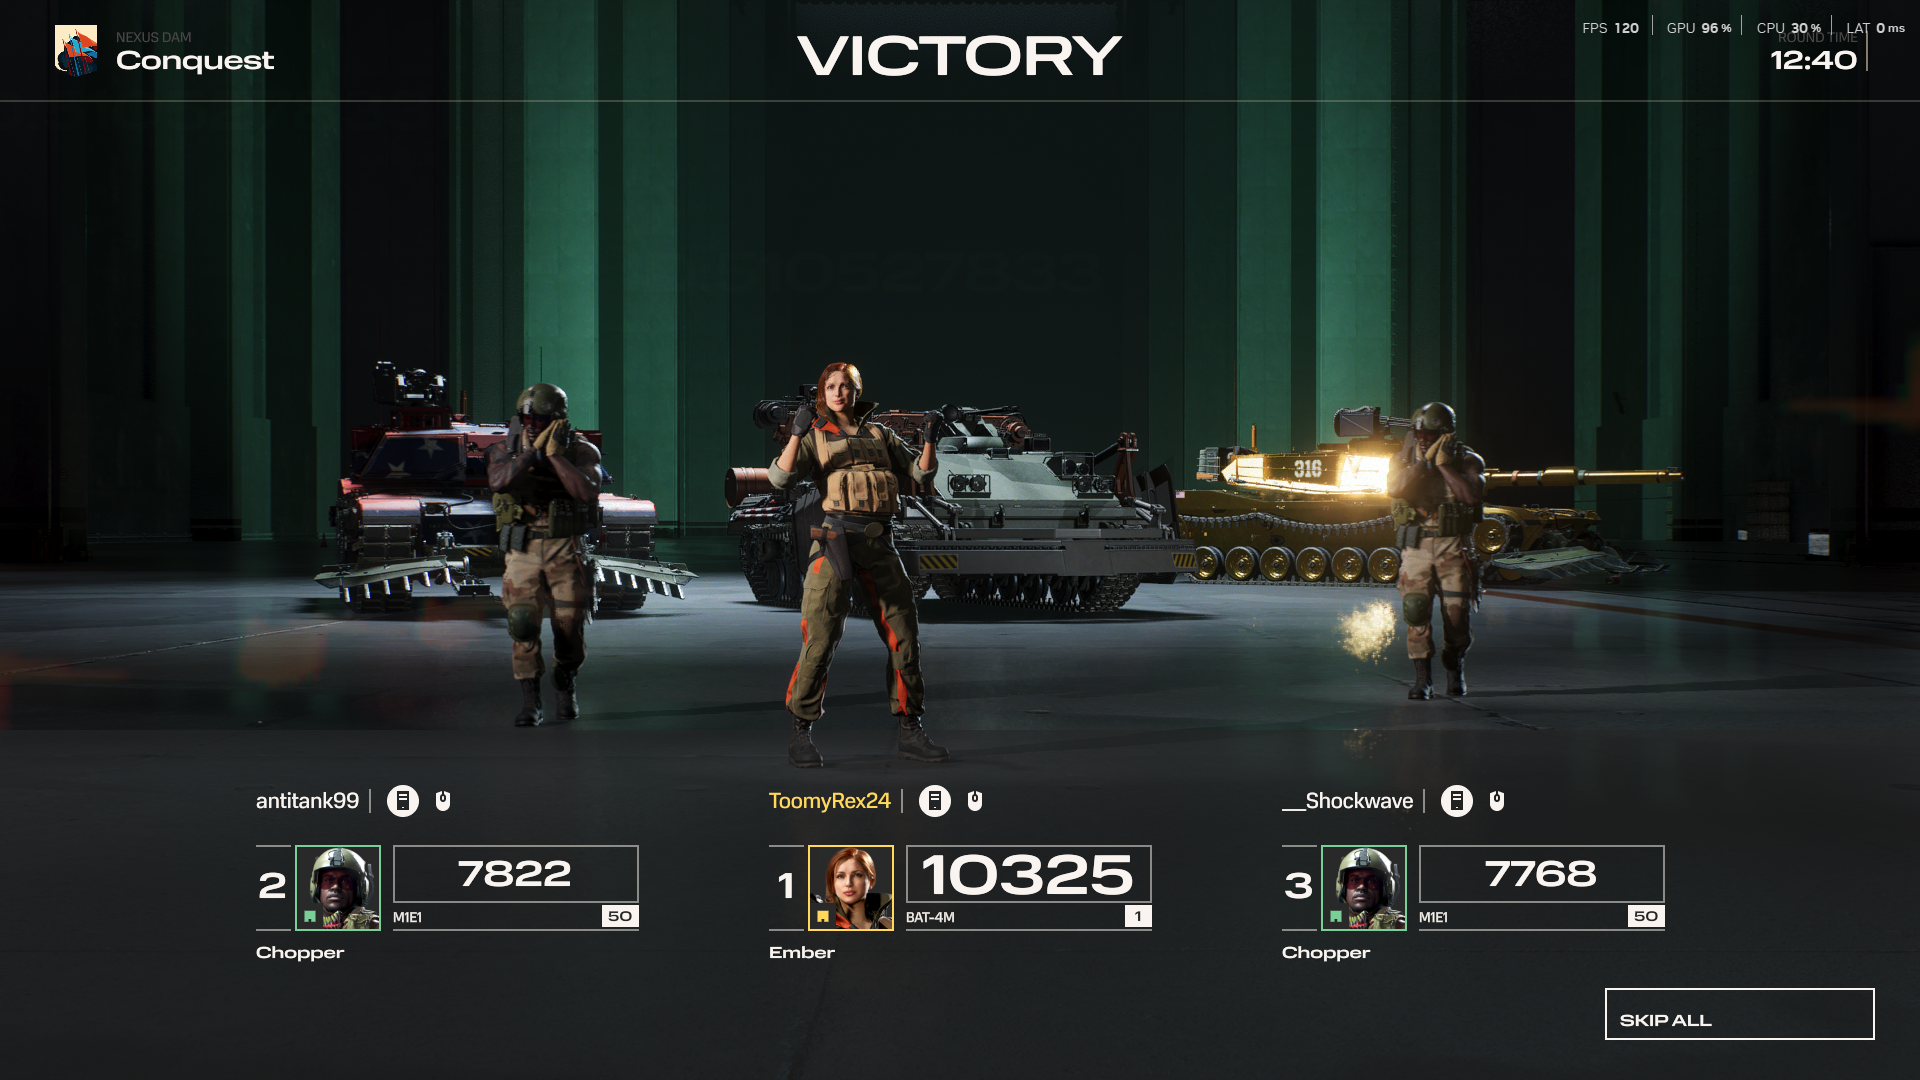 NEXUS DAM
Conquest
VICTORY
FPS 120 GPU 96 % CPU 30 % LAT 0 ms
ROUND TIME
12:40
316
antitank99
2
7822
M1E1 50
Chopper
ToomyRex24
1
10325
BAT-4M 1
Ember
__Shockwave
3
7768
M1E1 50
Chopper
SKIP ALL